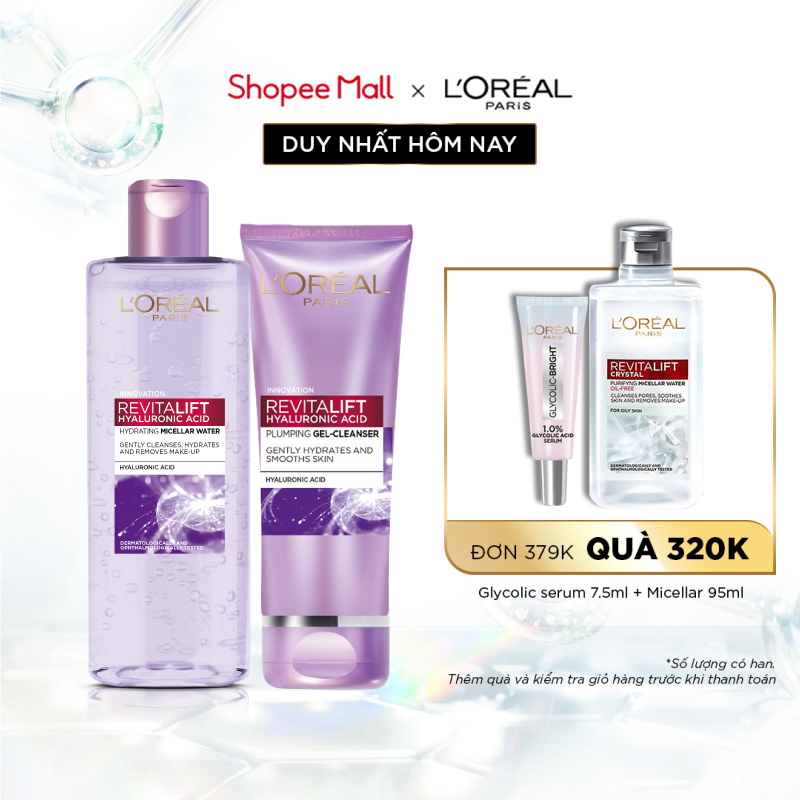 Shopee Mall × L'ORÉAL
PARIS
DUY NHẤT HÔM NAY
L'ORÉAL
PARIS
INNOVATION
REVITALIFT
HYALURONIC ACID
HYDRATING MICELLAR WATER
GENTLY CLEANSES, HYDRATES
AND REMOVES MAKE-UP
HYALURONIC ACID
DERMATOLOGICALLY AND
OPHTHALMOLOGICALLY TESTED
L'ORÉAL
PARIS
INNOVATION
REVITALIFT
HYALURONIC ACID
PLUMPING GEL-CLEANSER
GENTLY HYDRATES AND
SMOOTHS SKIN
HYALURONIC ACID
L'ORÉAL
PARIS
GLYCOLIC-BRIGHT
1.0%
GLYCOLIC ACID
SERUM
L'ORÉAL
PARIS
REVITALIFT
CRYSTAL
PURIFYNG MICELLAR WATER
OIL-FREE
CLEANSES PORES, SOOTHES
SKIN AND REMOVES MAKE-UP
FOR OILY SKIN
DERMATOLOGICALLY AND
OPHTHALMOLOGICALLY TESTED
ĐƠN 379K QUÀ 320K
Glycolic serum 7.5ml + Micellar 95ml
*Số lượng có hạn.
Thêm quà và kiểm tra giỏ hàng trước khi thanh toán